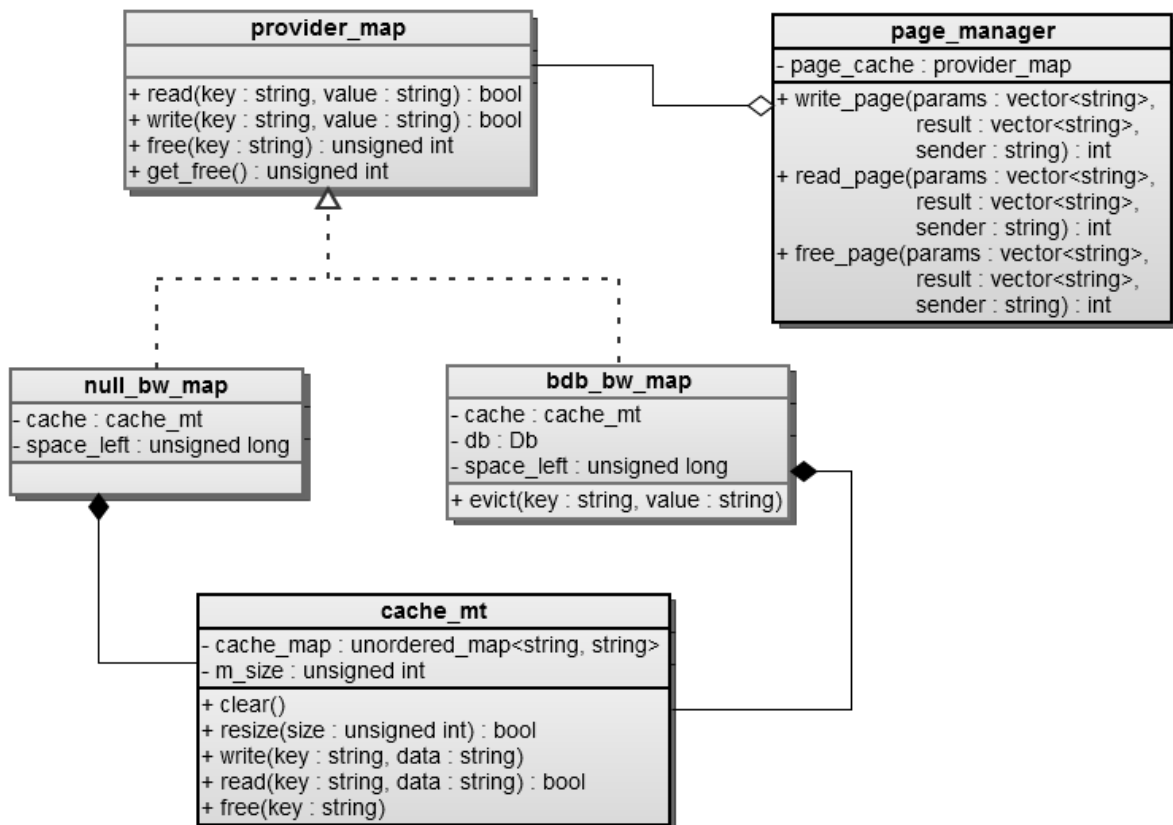 provider_map
+ read(key : string, value : string) : bool
+ write(key : string, value : string) : bool
+ free(key : string) : unsigned int
+ get_free() : unsigned int
page_manager
- page_cache : provider_map
+ write_page(params : vector<string>,
result : vector<string>,
sender : string) : int
+ read_page(params : vector<string>,
result : vector<string>,
sender : string) : int
+ free_page(params : vector<string>,
result : vector<string>,
sender : string) : int
null_bw_map
- cache : cache_mt
- space_left : unsigned long
bdb_bw_map
- cache : cache_mt
- db : Db
- space_left : unsigned long
+ evict(key : string, value : string)
cache_mt
- cache_map : unordered_map<string, string>
- m_size : unsigned int
+ clear()
+ resize(size : unsigned int) : bool
+ write(key : string, data : string)
+ read(key : string, data : string) : bool
+ free(key : string)